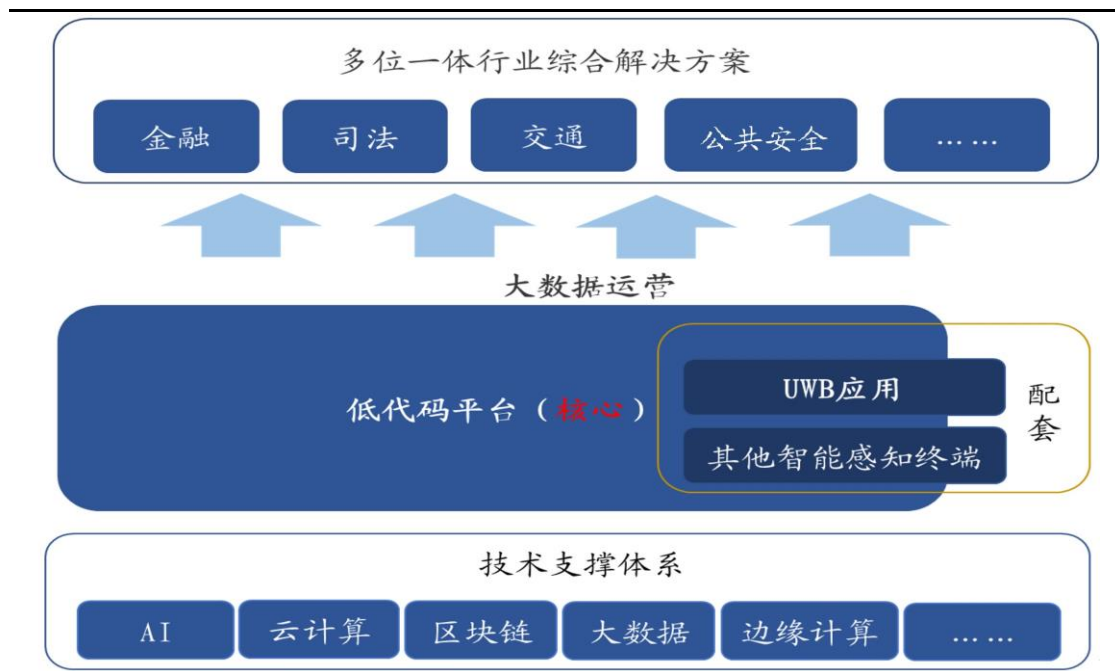 多位一体行业综合解决方案
金融
司法
交通
公共安全
……
大数据运营
低代码平台（核心）
UWB应用
其他智能感知终端
配套
技术支撑体系
AI
云计算
区块链
大数据
边缘计算
……